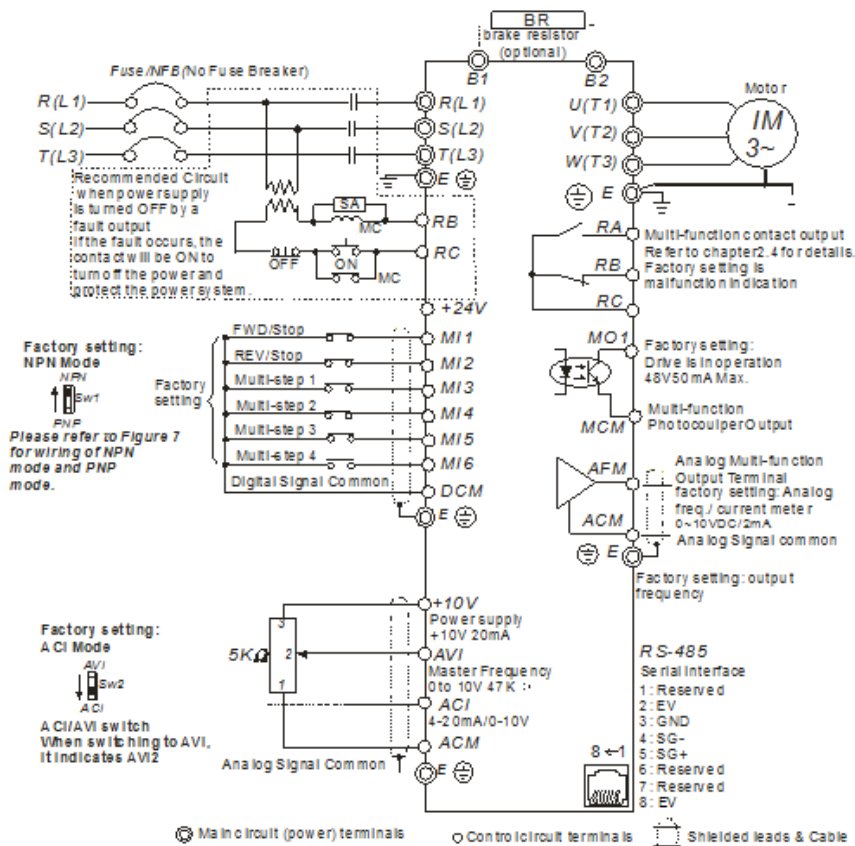 BR
brake resistor
(optional)
B1
B2
Fuse/NFB(No Fuse Breaker)
R(L1)
S(L2)
T(L3)
R(L1)
S(L2)
T(L3)
E
Recommended Circuit
when power supply
is turned OFF by a
fault output
If the fault occurs, the
contact will be ON to
turn off the power and
protect the power system.
SA
MC
OFF
ON
MC
RB
RC
Motor
IM
3~
U(T1)
V(T2)
W(T3)
E
RA
RB
RC
Multi-function contact output
Refer to chapter2.4 for details.
Factory setting is
malfunction indication
+24V
Factory setting:
NPN Mode
NPN
Sw1
PNP
Please refer to Figure 7
for wiring of NPN
mode and PNP
mode.
Factory
setting
FWD/Stop
REV/Stop
Multi-step 1
Multi-step 2
Multi-step 3
Multi-step 4
Digital Signal Common
MI1
MI2
MI3
MI4
MI5
MI6
DCM
E
MO1
Factory setting:
Drive is in operation
48V50mA Max.
MCM
Multi-function
Photocoulper Output
AFM
Analog Multi-function
Output Terminal
factory setting: Analog
freq./ current meter
0~10VDC/2mA
ACM
Analog Signal common
E
Factory setting: output
frequency
Factory setting:
ACI Mode
AVI
Sw2
ACI
ACI/AVI switch
When switching to AVI,
it indicates AVI2
5KΩ
3
2
1
+10V
Power supply
+10V 20mA
AVI
Master Frequency
0 to 10V 47K
ACI
4-20mA/0-10V
ACM
Analog Signal Common
E
RS-485
Serial interface
1: Reserved
2: EV
3: GND
4: SG-
5: SG+
6: Reserved
7: Reserved
8: EV
8←1
Main circuit (power) terminals
Control circuit terminals
Shielded leads & Cable